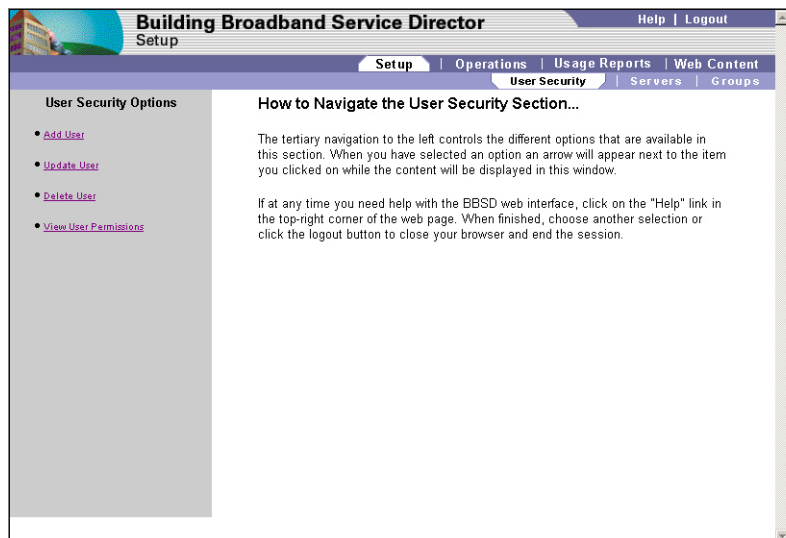 Building Broadband Service Director
Setup
Help | Logout
Setup | Operations | Usage Reports | Web Content
User Security | Servers | Groups
User Security Options
Add User
Update User
Delete User
View User Permissions
How to Navigate the User Security Section...
The tertiary navigation to the left controls the different options that are available in
this section. When you have selected an option an arrow will appear next to the item
you clicked on while the content will be displayed in this window.
If at any time you need help with the BBSD web interface, click on the "Help" link in
the top-right corner of the web page. When finished, choose another selection or
click the logout button to close your browser and end the session.